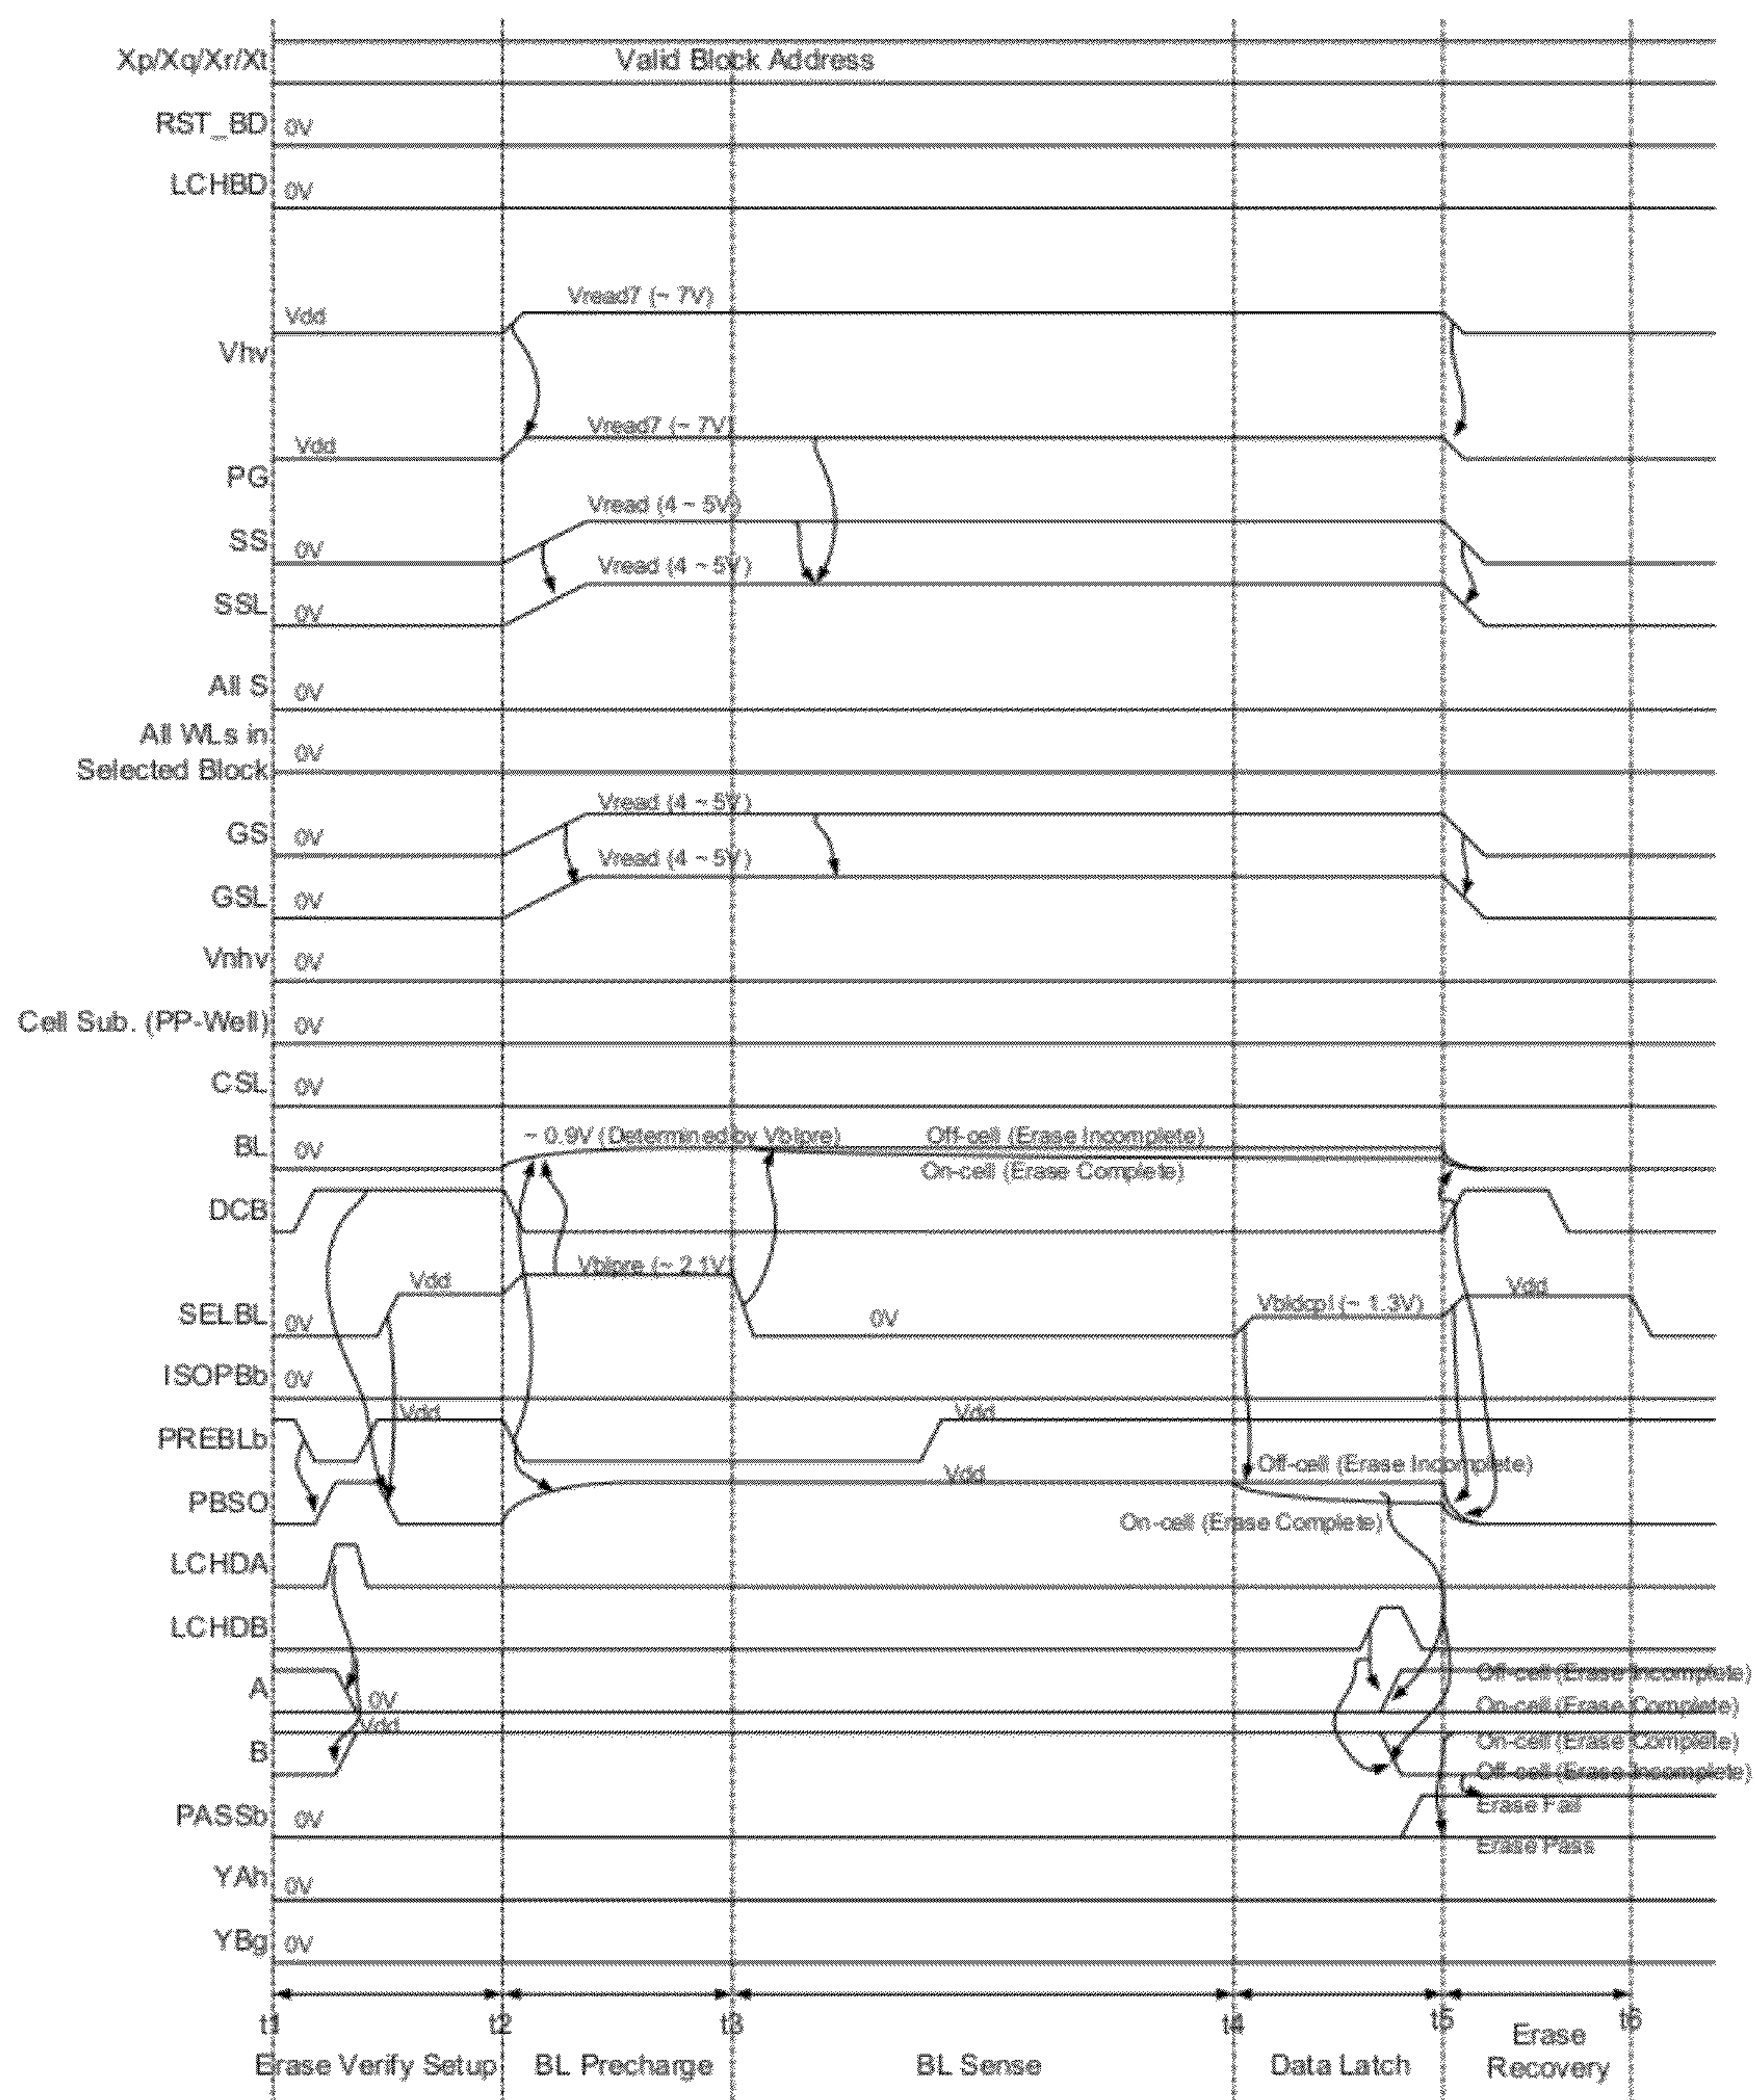 Xp/Xq/Xr/Xt Valid Block Address
RST_BD 0V
LCHBD 0V
Vread7 (~ 7V)
Vdd
Vhv
Vread7 (~ 7V)
Vdd
PG
Vread (4 ~ 5V)
SS 0V
Vread (4 ~ 5V)
SSL 0V
All S 0V
All WLs in
Selected Block 0V
Vread (4 ~ 5V)
GS 0V
Vread (4 ~ 5V)
GSL 0V
Vnhv 0V
Cell Sub. (PP-Well) 0V
CSL 0V
~ 0.9V (Determined by Vblpre) Off-cell (Erase Incomplete)
BL 0V
On-cell (Erase Complete)
DCB
Vblpre (~ 2.1V)
Vdd Vdd
Vbldcpl (~ 1.3V)
SELBL 0V 0V
ISOPBb 0V
Vdd Vdd
PREBLb
Off-cell (Erase Incomplete)
Vdd
PBSO
On-cell (Erase Complete)
LCHDA
LCHDB
Off-cell (Erase Incomplete)
A 0V On-cell (Erase Complete)
Vdd
On-cell (Erase Complete)
B
Off-cell (Erase Incomplete)
Erase Fail
PASSb 0V
Erase Pass
YAh 0V
YBg 0V
t1 t2 t3 t4 t5 t6
Erase Verify Setup BL Precharge BL Sense Data Latch Erase
Recovery